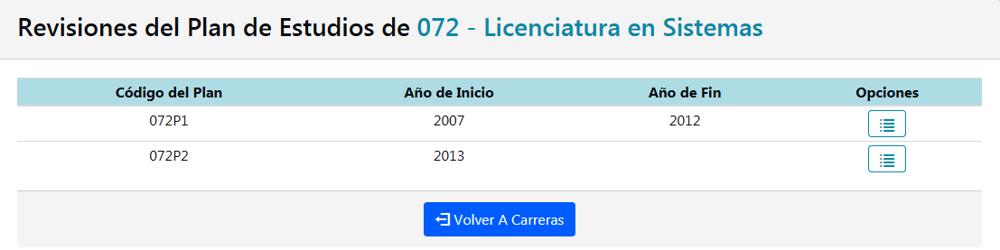 Revisiones del Plan de Estudios de 072 - Licenciatura en Sistemas
Código del Plan Año de Inicio Año de Fin Opciones
072P1 2007 2012
072P2 2013
Volver A Carreras